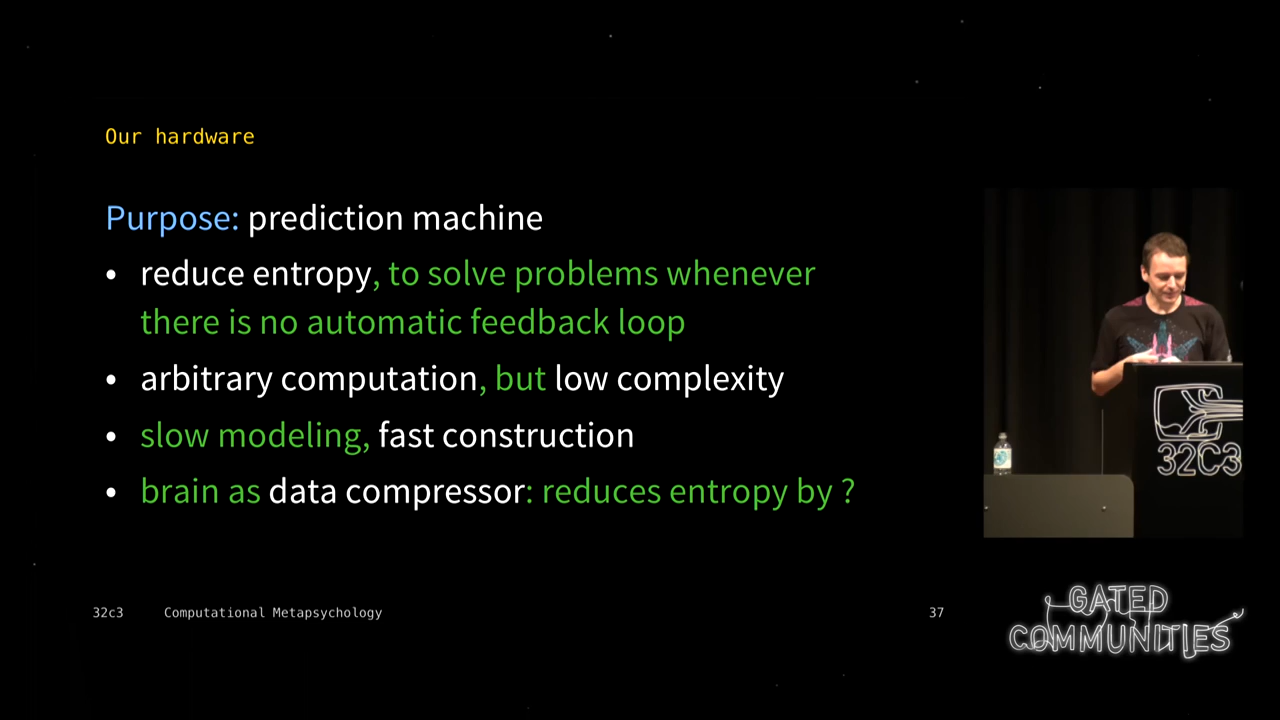 Our hardware
Purpose: prediction machine
• reduce entropy, to solve problems whenever
there is no automatic feedback loop
• arbitrary computation, but low complexity
• slow modeling, fast construction
• brain as data compressor: reduces entropy by ?
32C3
32c3 Computational Metapsychology 37
GATED
COMMUNITIES